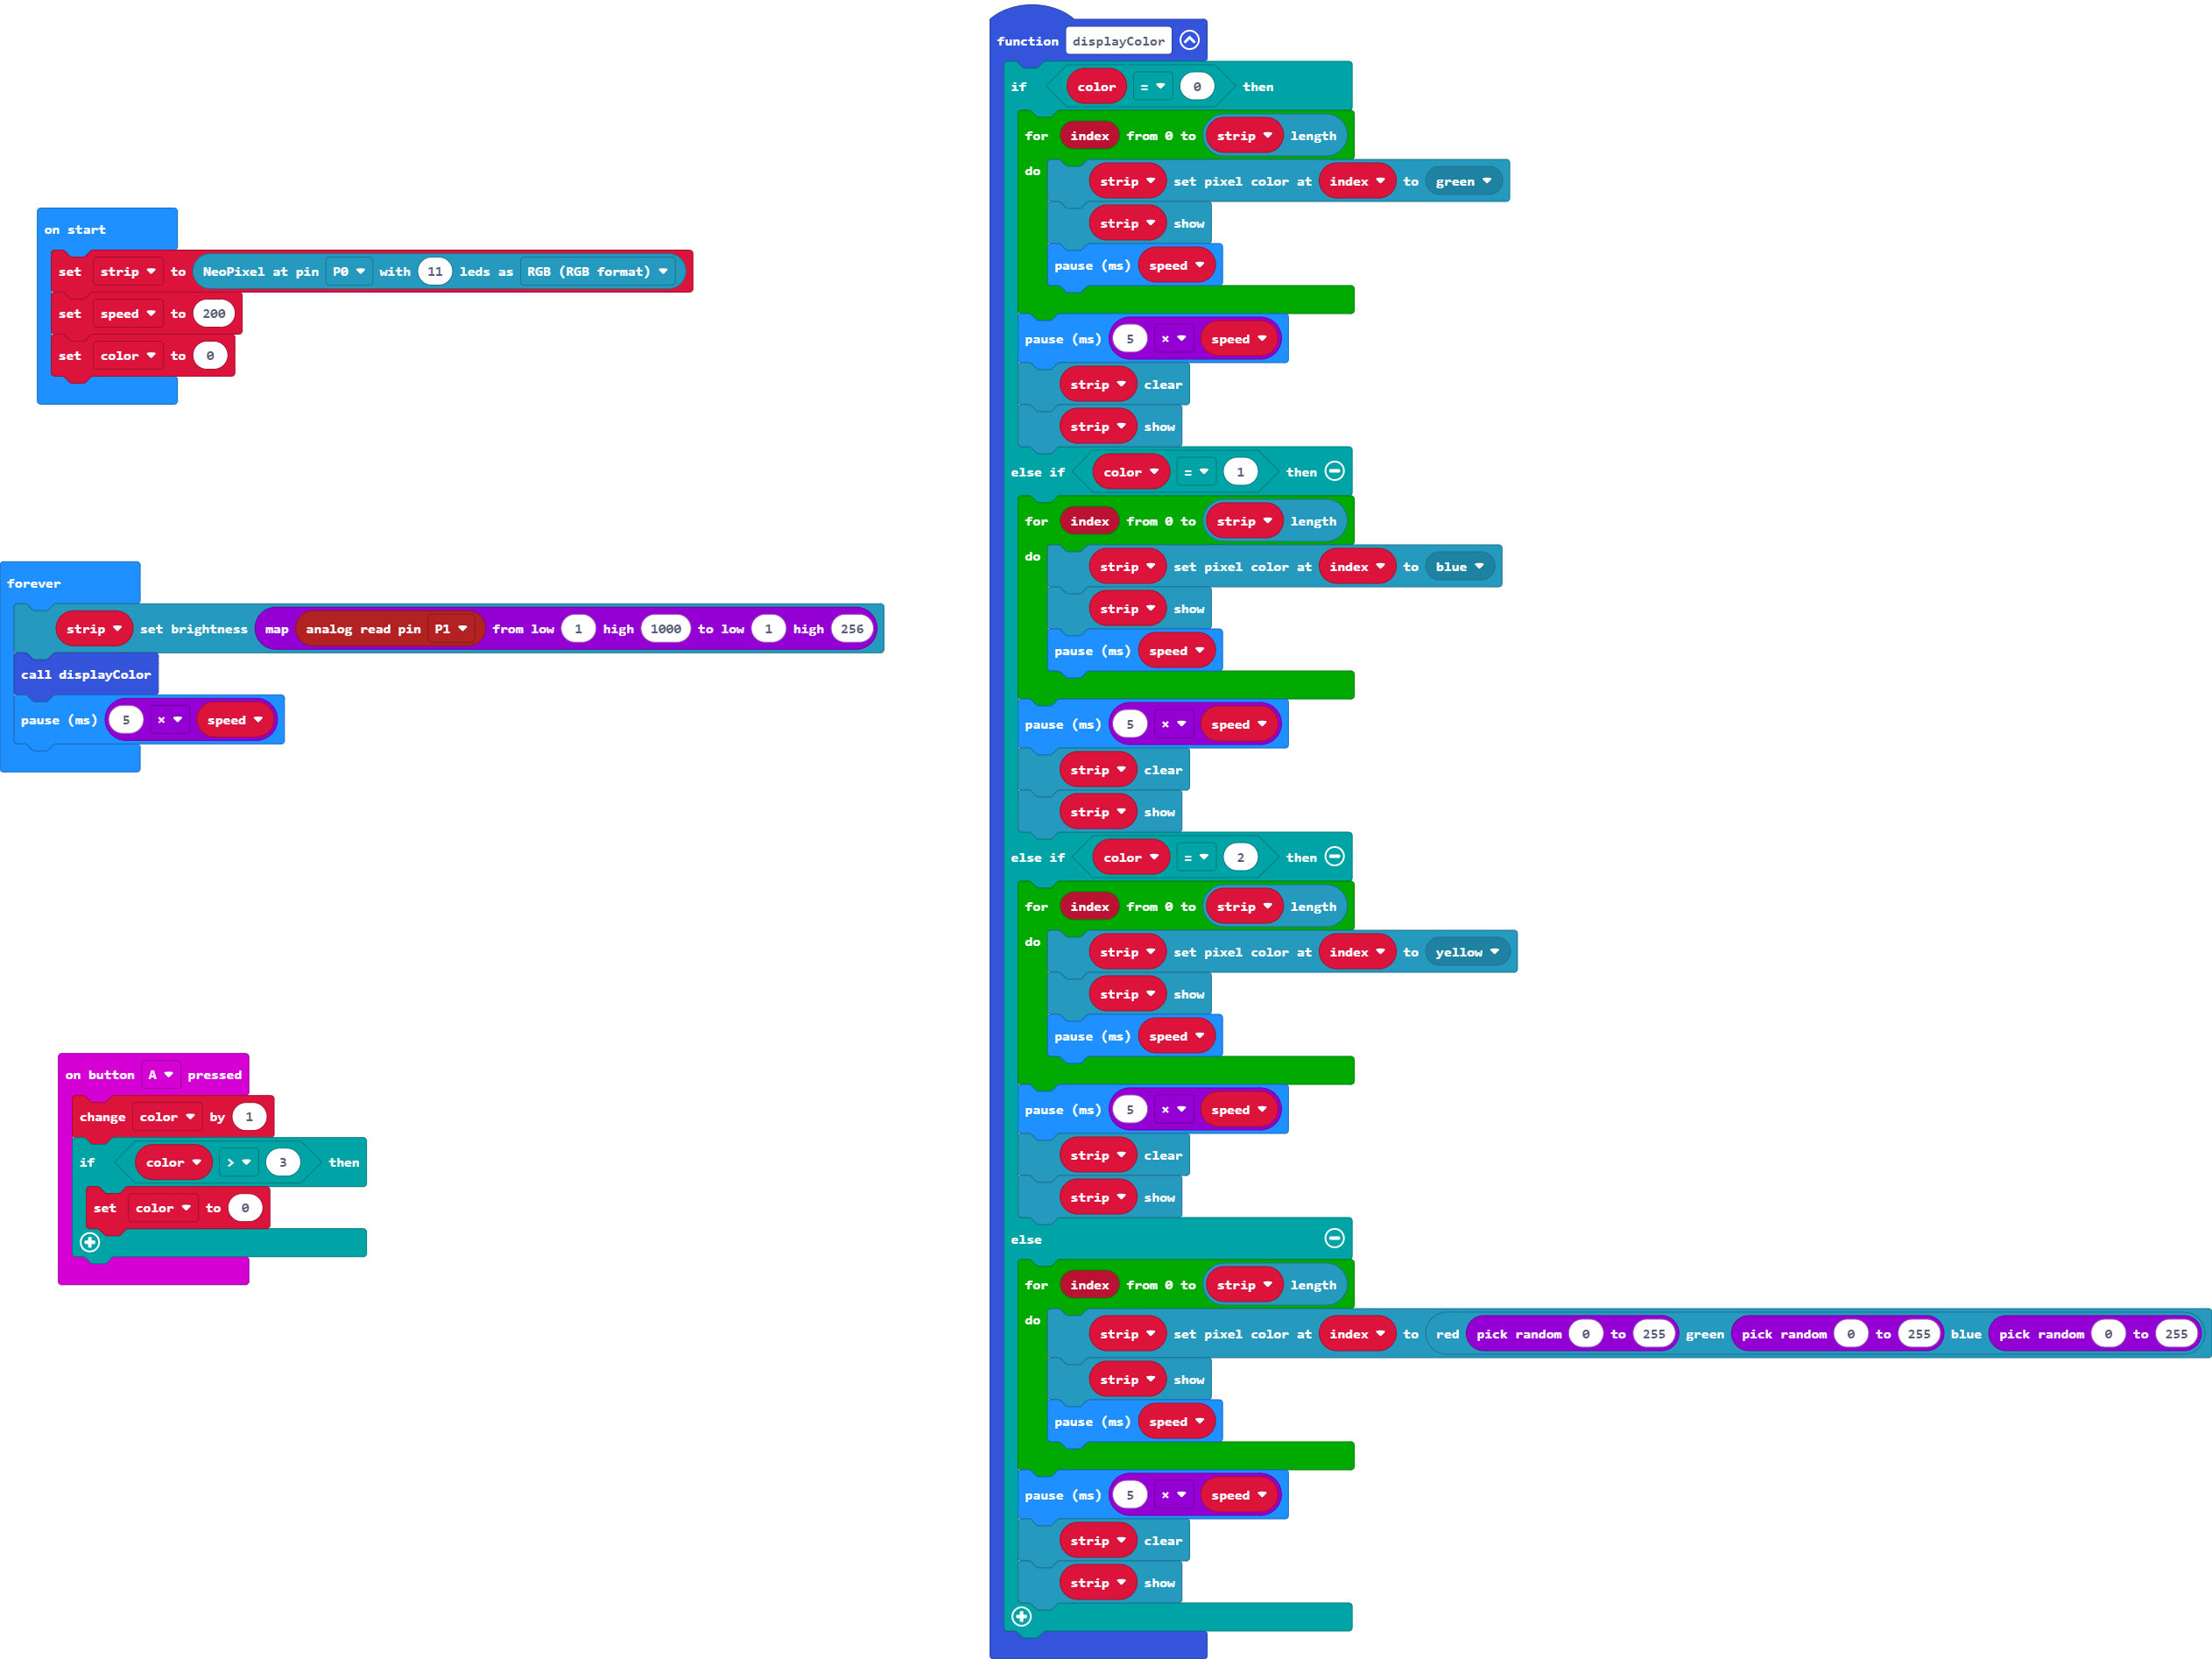 on start
set strip to NeoPixel at pin P0 with 11 leds as RGB (RGB format)
set speed to 200
set color to 0
forever
strip set brightness map analog read pin P1 from low 1 high 1000 to low 1 high 256
call displayColor
pause (ms) 5 × speed
on button A pressed
change color by 1
if color > 3 then
set color to 0
function displayColor
if color = 0 then
for index from 0 to strip length
do strip set pixel color at index to green
strip show
pause (ms) speed
pause (ms) 5 × speed
strip clear
strip show
else if color = 1 then
for index from 0 to strip length
do strip set pixel color at index to blue
strip show
pause (ms) speed
pause (ms) 5 × speed
strip clear
strip show
else if color = 2 then
for index from 0 to strip length
do strip set pixel color at index to yellow
strip show
pause (ms) speed
pause (ms) 5 × speed
strip clear
strip show
else
for index from 0 to strip length
do strip set pixel color at index to red pick random 0 to 255 green pick random 0 to 255 blue pick random 0 to 255
strip show
pause (ms) speed
pause (ms) 5 × speed
strip clear
strip show